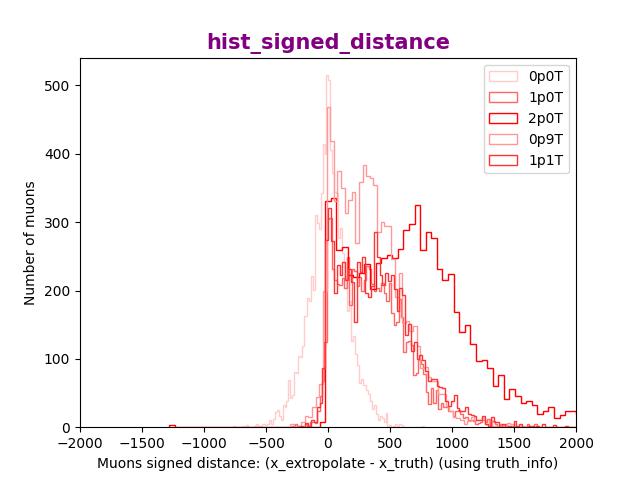 hist_signed_distance
0p0T
1p0T
2p0T
0p9T
1p1T
Number of muons
500
400
300
200
100
0
−2000 −1500 −1000 −500 0 500 1000 1500 2000
Muons signed distance: (x_extropolate - x_truth) (using truth_info)